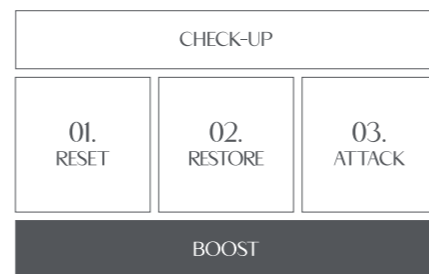 CHECK-UP
01.
RESET
02.
RESTORE
03.
ATTACK
BOOST